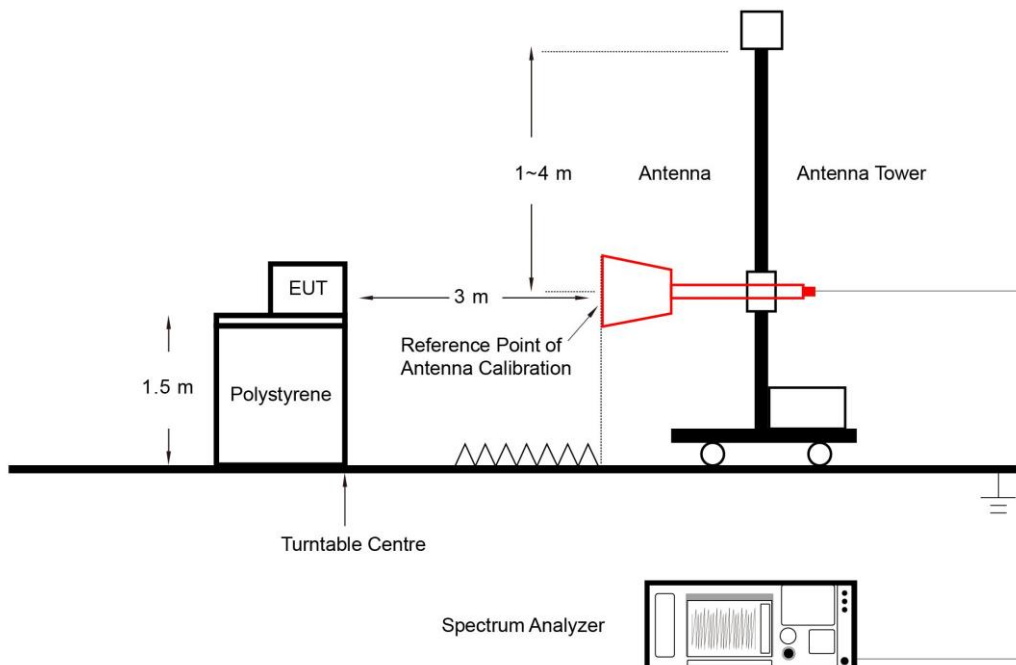 1~4 m
Antenna
Antenna Tower
EUT
3 m
Reference Point of
Antenna Calibration
1.5 m
Polystyrene
Turntable Centre
Spectrum Analyzer